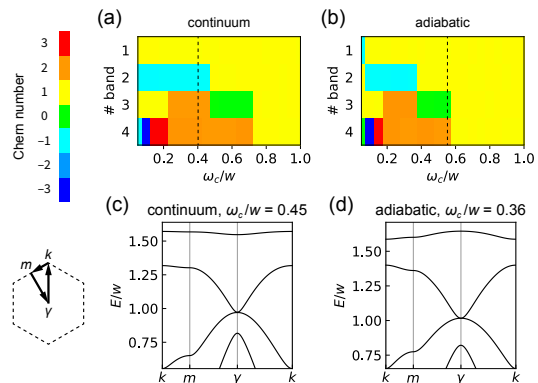 (a) continuum
(b) adiabatic
Chern number
3
2
1
0
−1
−2
−3
# band
1
2
3
4
0.2 0.4 0.6 0.8 1.0
ω_c/w
# band
1
2
3
4
0.2 0.4 0.6 0.8 1.0
ω_c/w
(c) continuum, ω_c/w = 0.45
(d) adiabatic, ω_c/w = 0.36
k
m
γ
E/w
1.50
1.25
1.00
0.75
k m γ k
E/w
1.50
1.25
1.00
0.75
k m γ k